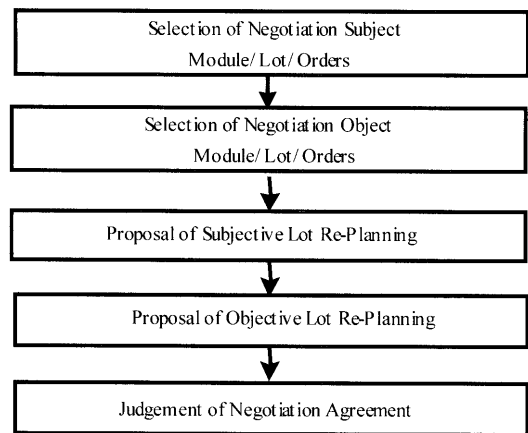 Selection of Negotiation Subject
Module/ Lot/ Orders
Selection of Negotiation Object
Module/ Lot/ Orders
Proposal of Subjective Lot Re-Planning
Proposal of Objective Lot Re-Planning
Judgement of Negotiation Agreement